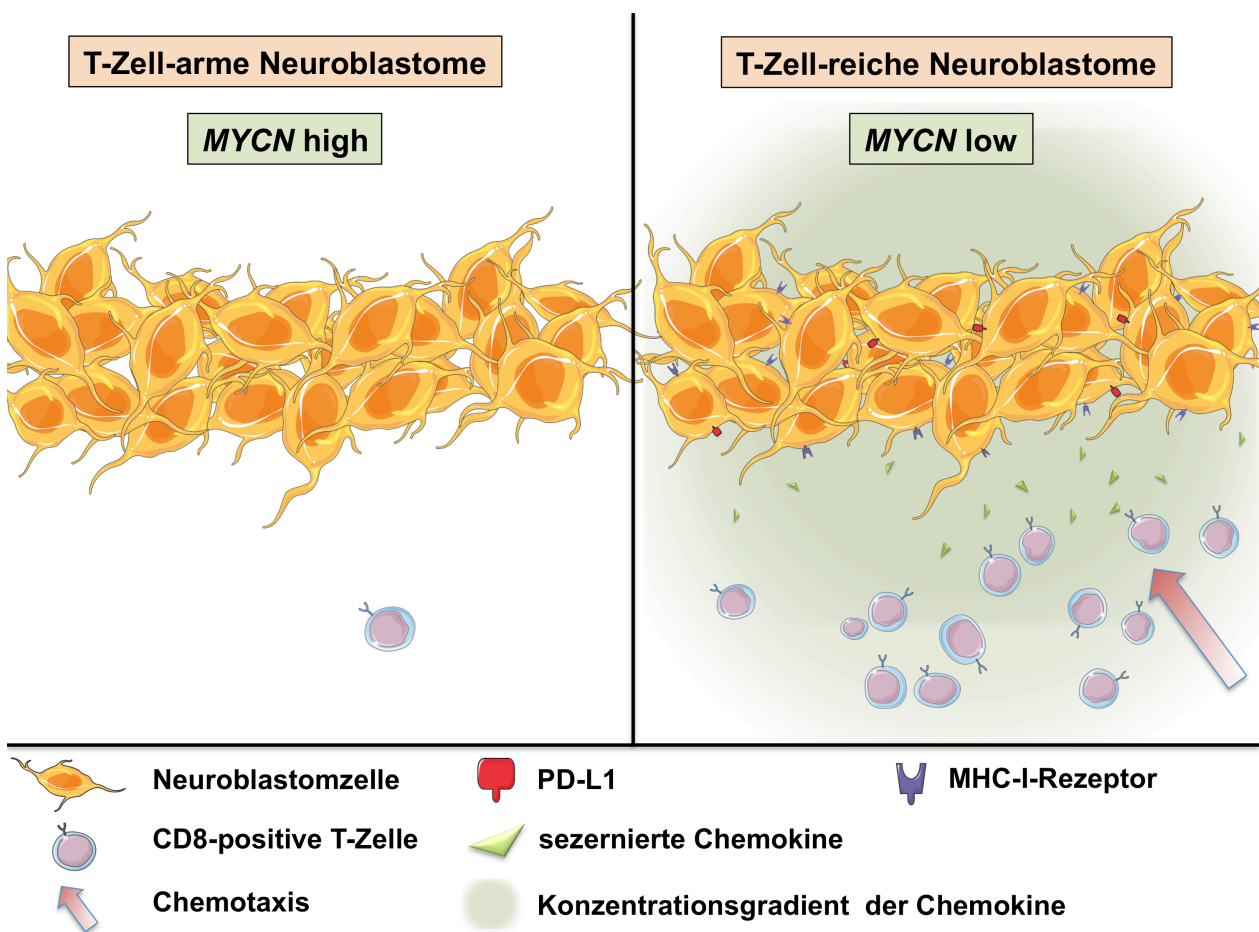 T-Zell-arme Neuroblastome
T-Zell-reiche Neuroblastome
MYCN high
MYCN low
Neuroblastomzelle
PD-L1
MHC-I-Rezeptor
CD8-positive T-Zelle
sezernierte Chemokine
Chemotaxis
Konzentrationsgradient der Chemokine